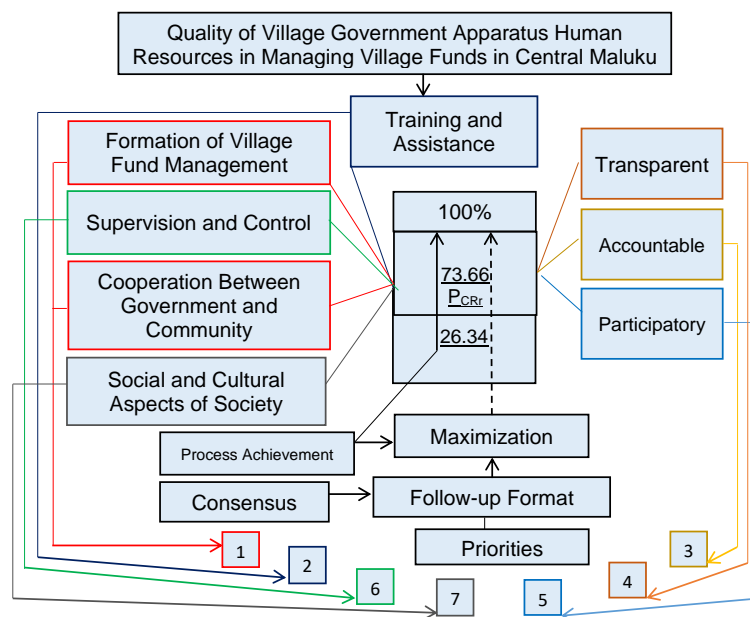 Quality of Village Government Apparatus Human
Resources in Managing Village Funds in Central Maluku
Training and
Assistance
Formation of Village
Fund Management
Supervision and Control
Cooperation Between
Government and
Community
Social and Cultural
Aspects of Society
100%
73.66
PCRr
26.34
Transparent
Accountable
Participatory
Process Achievement
Maximization
Consensus
Follow-up Format
Priorities
1
2
6
7
5
4
3